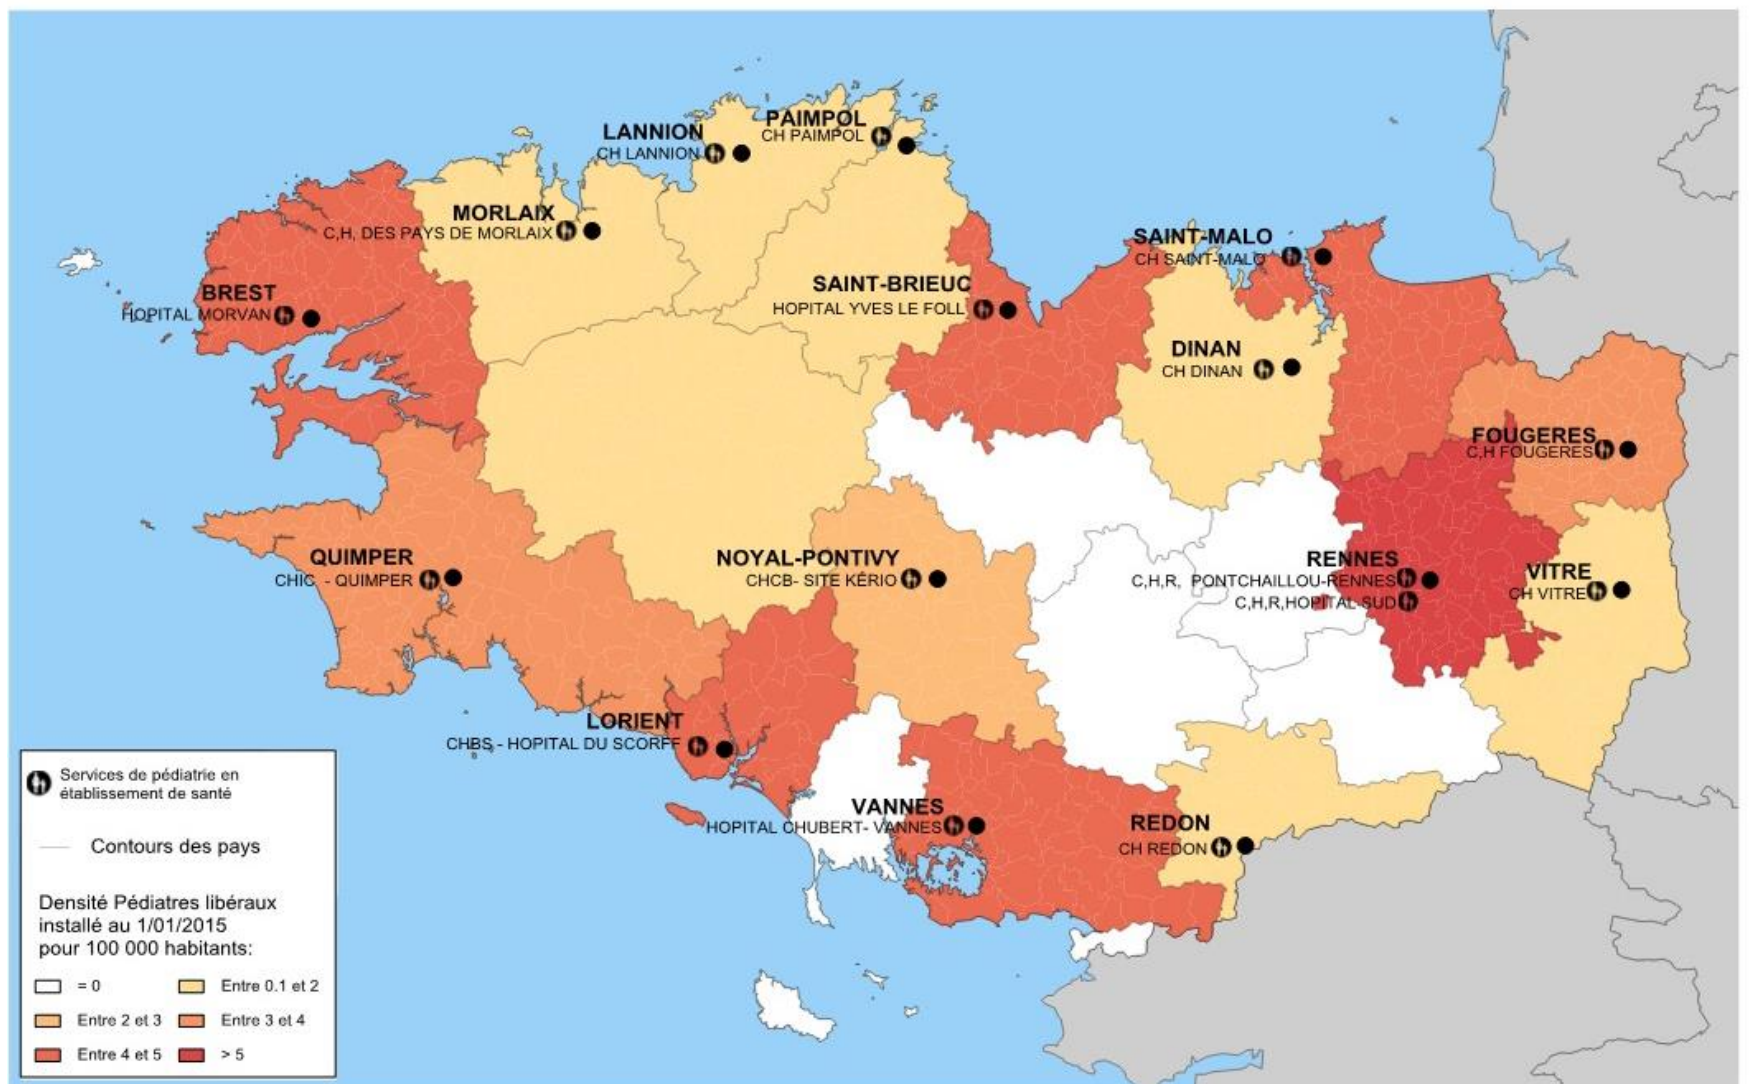 PAIMPOL
CH PAIMPOL
LANNION
CH LANNION
MORLAIX
C,H, DES PAYS DE MORLAIX
SAINT-MALO
CH SAINT-MALO
BREST
HOPITAL MORVAN
SAINT-BRIEUC
HOPITAL YVES LE FOLL
DINAN
CH DINAN
FOUGERES
C,H FOUGERES
QUIMPER
CHIC - QUIMPER
NOYAL-PONTIVY
CHCB- SITE KÉRIO
RENNES
C,H,R, PONTCHAILLOU-RENNES
C,H,R,HOPITAL-SUD
VITRE
CH VITRE
LORIENT
CHBS - HOPITAL DU SCORFF
VANNES
HOPITAL CHUBERT- VANNES
REDON
CH REDON
Services de pédiatrie en
établissement de santé
Contours des pays
Densité Pédiatres libéraux
installé au 1/01/2015
pour 100 000 habitants:
= 0
Entre 0.1 et 2
Entre 2 et 3
Entre 3 et 4
Entre 4 et 5
> 5